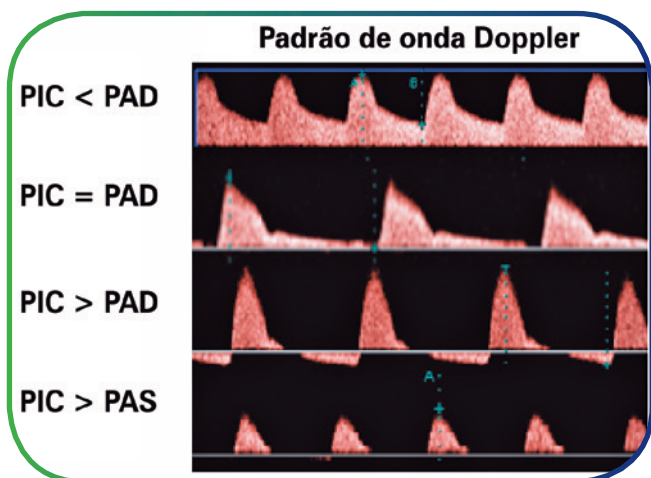 Padrão de onda Doppler
PIC < PAD
A B
PIC = PAD
PIC > PAD
PIC > PAS
A